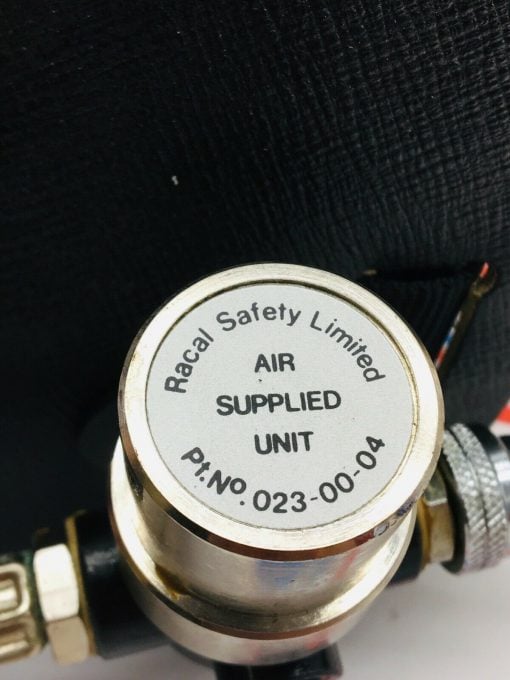 Racal Safety Limited
AIR
SUPPLIED
UNIT
Pt.No. 023-00-04